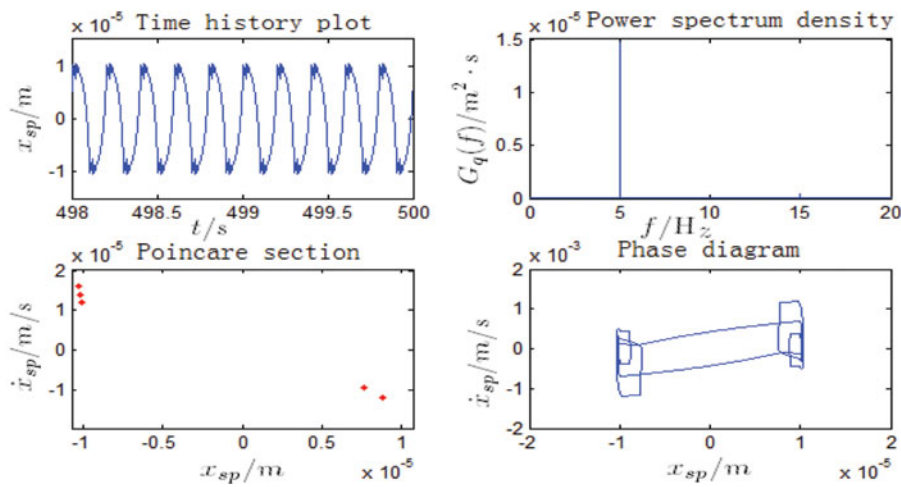 Time history plot
× 10⁻⁵
1
0
-1
x_sp/m
498 498.5 499 499.5 500
t/s
Power spectrum density
× 10⁻⁵
1.5
1
0.5
0
G_q(f)/m²·s
0 5 10 15 20
f/Hz
Poincare section
× 10⁻⁵
2
1
0
-1
ẋ_sp/m/s
-1 -0.5 0 0.5 1
x_sp/m × 10⁻⁵
Phase diagram
× 10⁻³
2
1
0
-1
-2
ẋ_sp/m/s
-2 -1 0 1 2
x_sp/m × 10⁻⁵